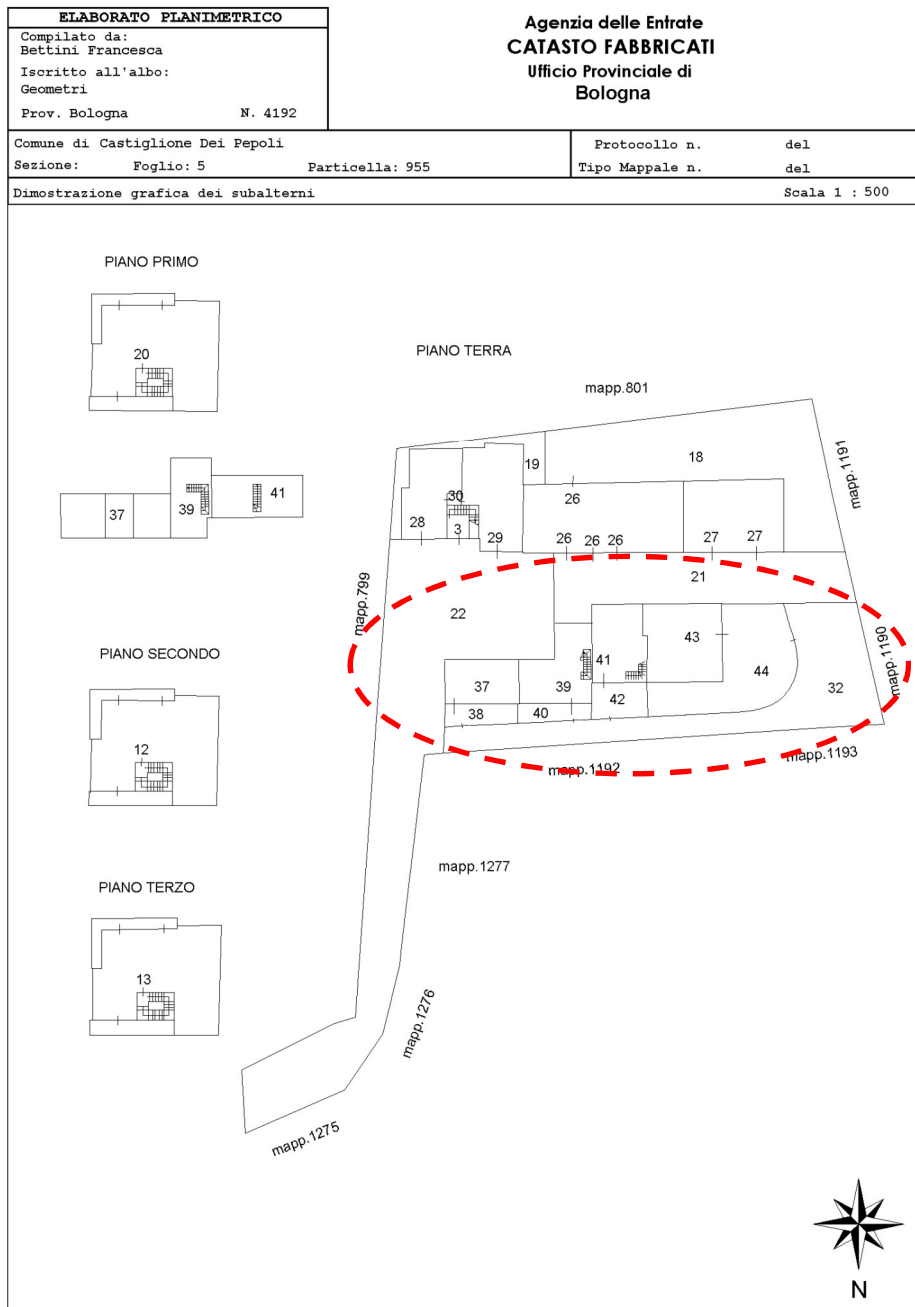 ELABORATO PLANIMETRICO
Compilato da:
Bettini Francesca
Iscritto all'albo:
Geometri
Prov. Bologna N. 4192
Agenzia delle Entrate
CATASTO FABBRICATI
Ufficio Provinciale di
Bologna
Comune di Castiglione Dei Pepoli
Sezione: Foglio: 5 Particella: 955
Protocollo n. del
Tipo Mappale n. del
Dimostrazione grafica dei subalterni Scala 1 : 500
PIANO PRIMO
20
37
39
41
PIANO SECONDO
12
PIANO TERZO
13
PIANO TERRA
mapp.801
mapp.1191
19
18
30
26
28
3
29
26
26
26
27
27
mapp.799
22
21
43
41
37
39
44
32
mapp.1190
38
40
42
mapp.1192
mapp.1193
mapp.1277
mapp.1276
mapp.1275
N